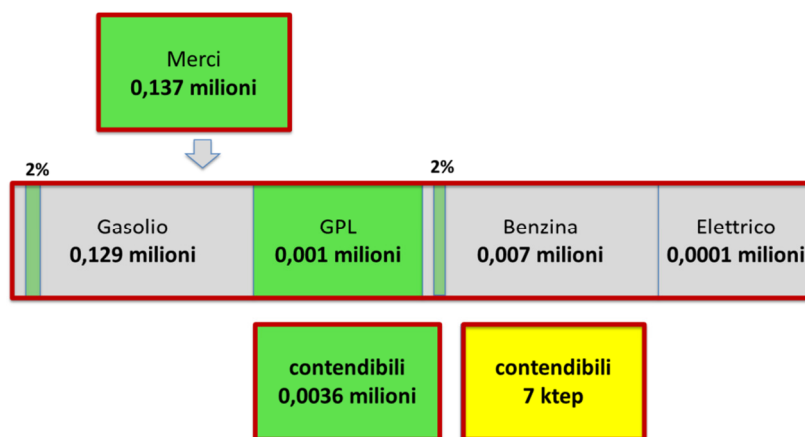 Merci
0,137 milioni
2%
2%
Gasolio
0,129 milioni
GPL
0,001 milioni
Benzina
0,007 milioni
Elettrico
0,0001 milioni
contendibili
0,0036 milioni
contendibili
7 ktep